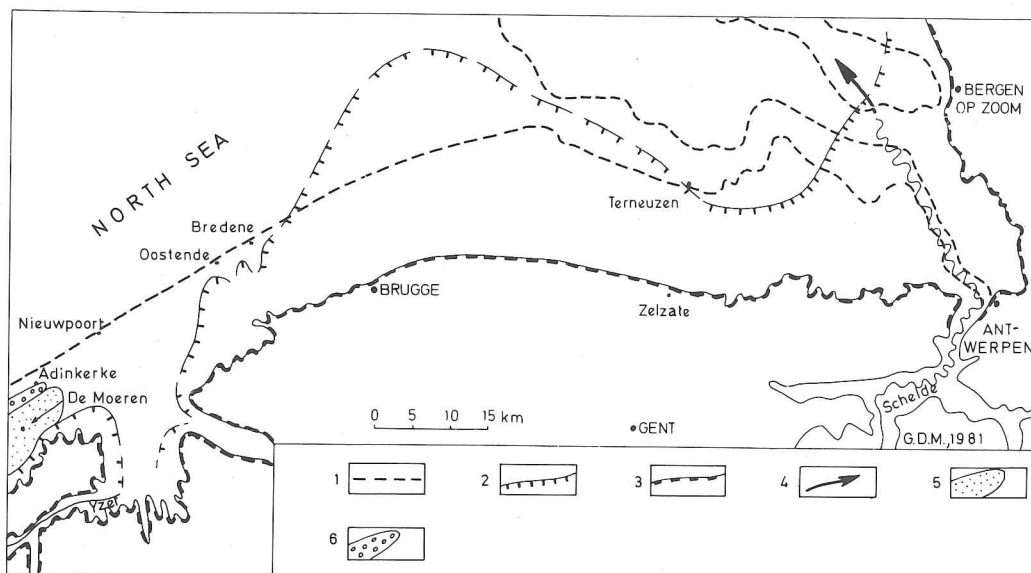 BERGEN
OP ZOOM
NORTH SEA
Terneuzen
Bredene
Oostende
BRUGGE
Zelzate
Nieuwpoort
ANT-
WERPEN
Adinkerke
De Moeren
Schelde
0 5 10 15 km
GENT
G.D.M., 1981
Yzer
1
2
3
4
5
6